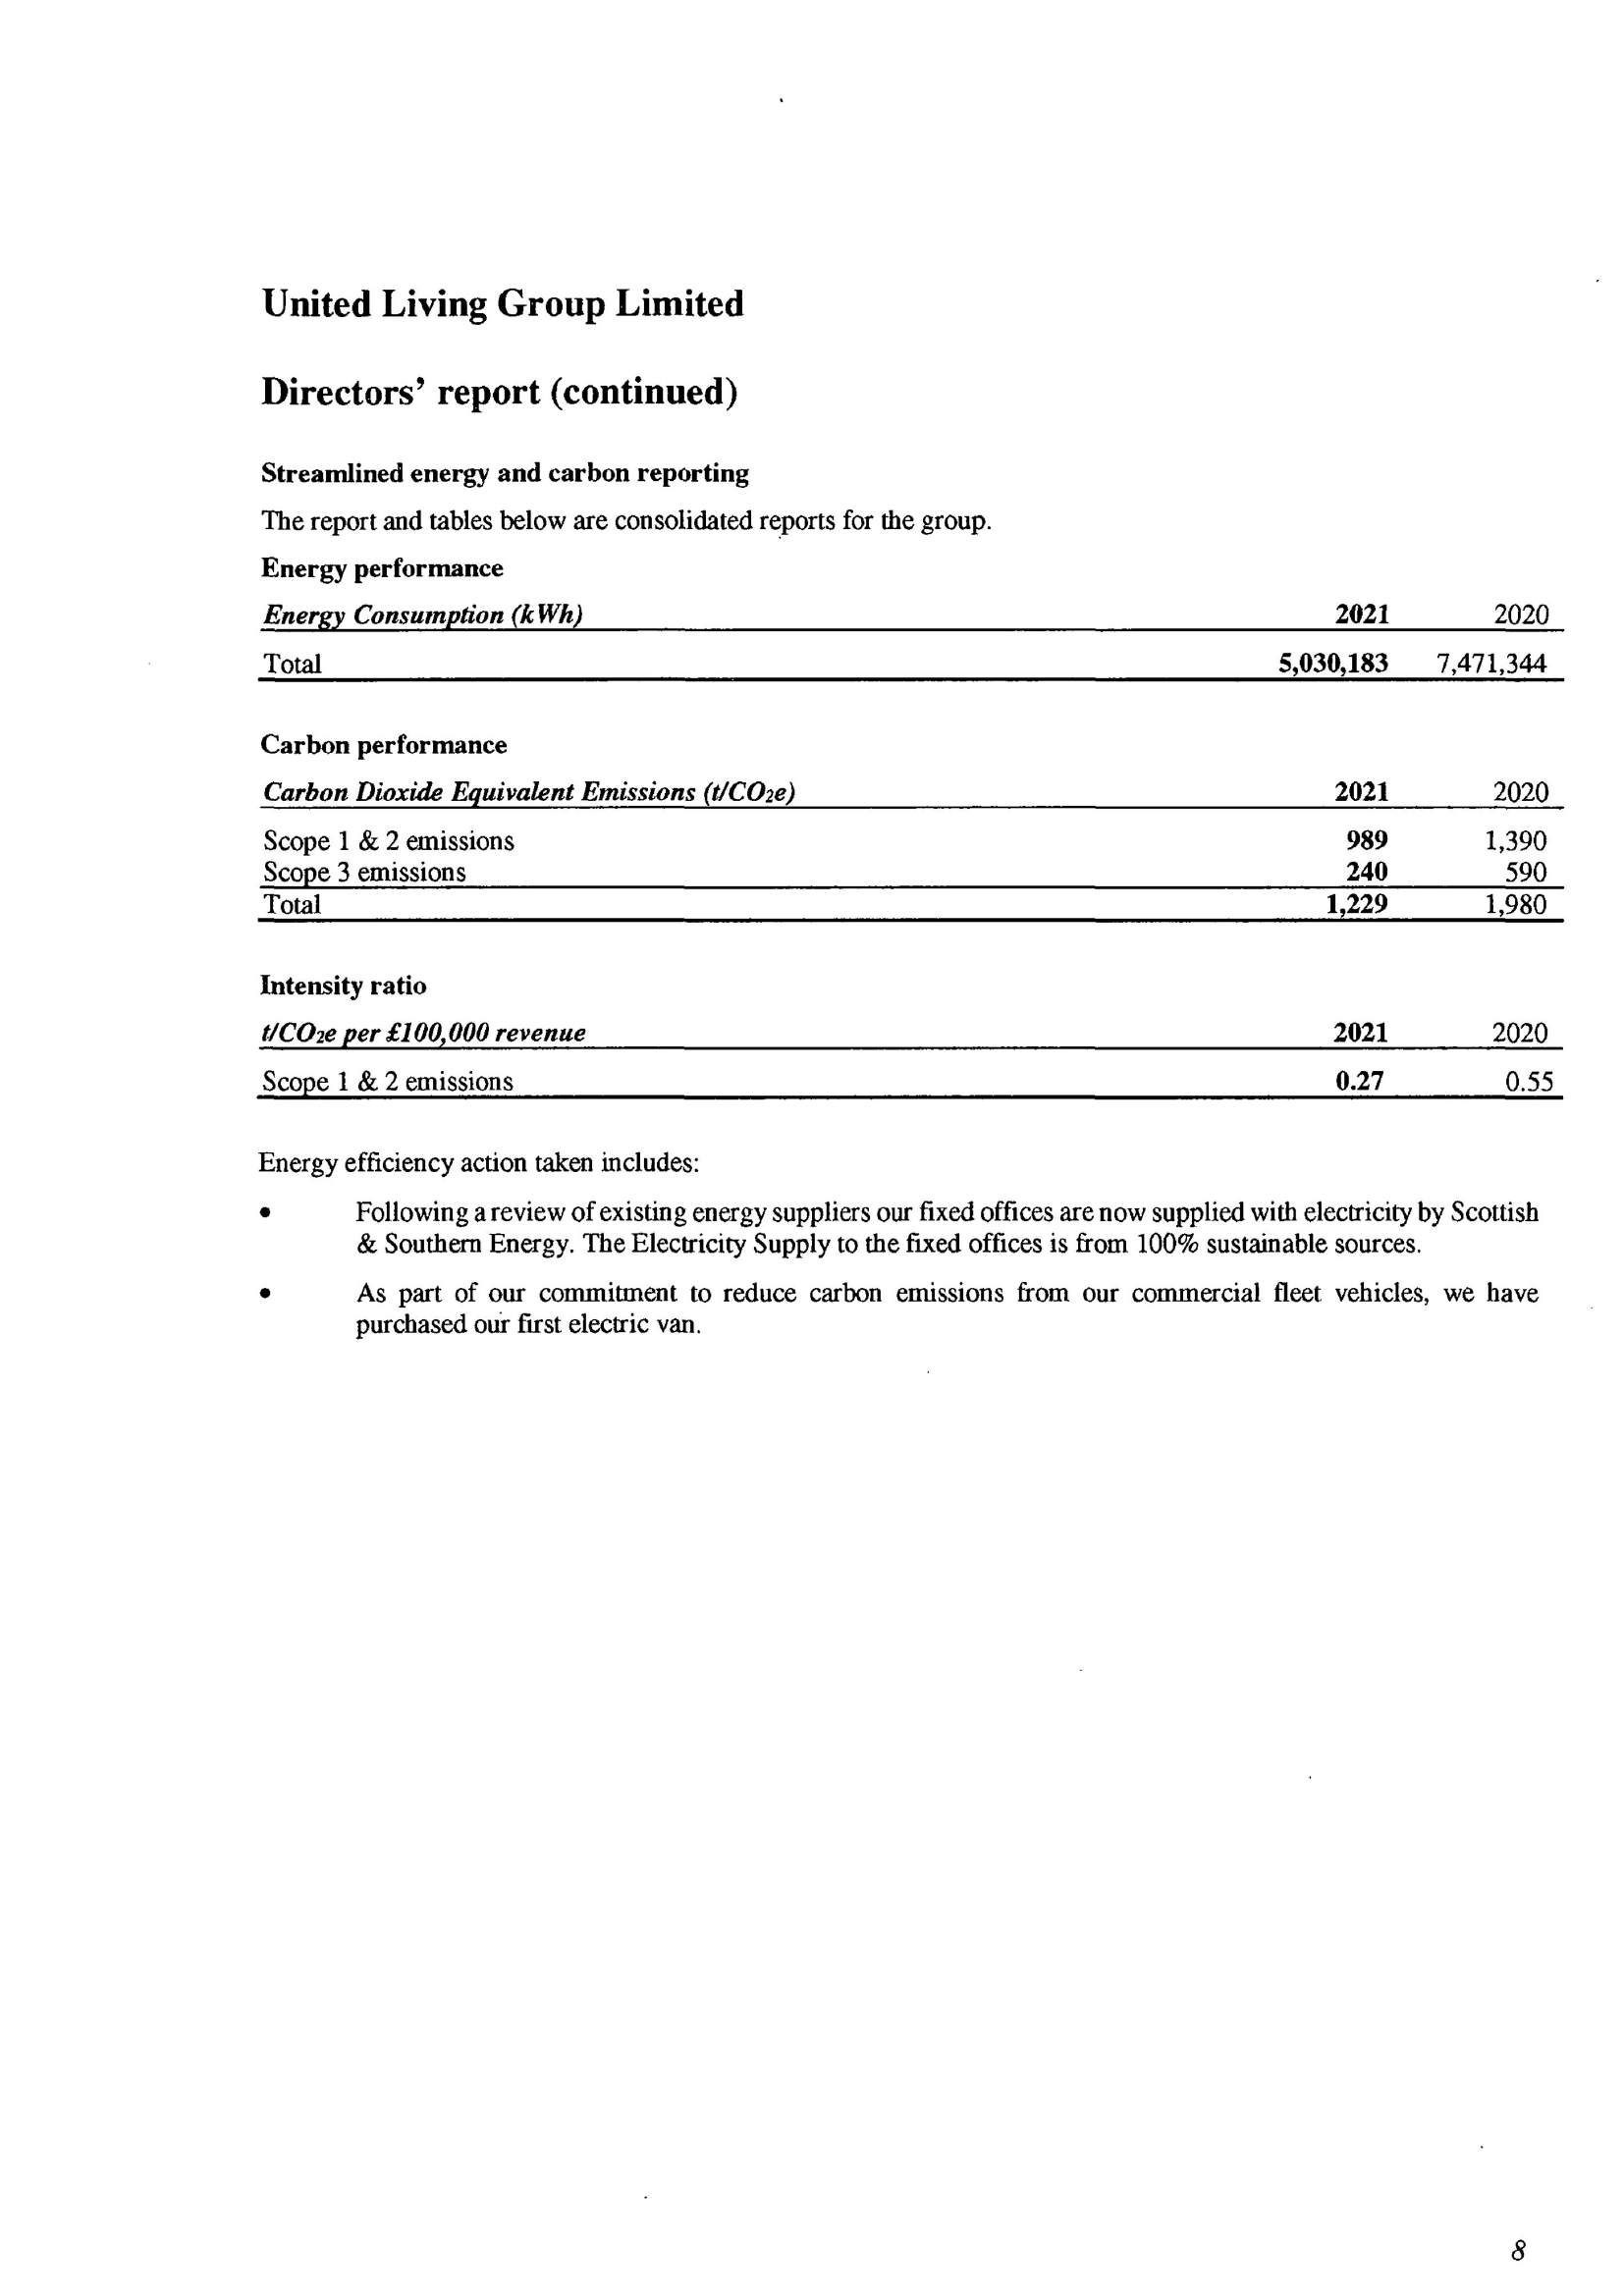 United Living Group Limited
Directors' report (continued)
Streamlined energy and carbon reporting
The report and tables below are consolidated reports for the group.
Energy performance
Energy Consumption (kWh) 2021 2020
Total 5,030,183 7,471,344
Carbon performance
Carbon Dioxide Equivalent Emissions (t/CO2e) 2021 2020
Scope 1 & 2 emissions 989 1,390
Scope 3 emissions 240 590
Total 1,229 1,980
Intensity ratio
t/CO2e per £100,000 revenue 2021 2020
Scope 1 & 2 emissions 0.27 0.55
Energy efficiency action taken includes:
• Following a review of existing energy suppliers our fixed offices are now supplied with electricity by Scottish
& Southern Energy. The Electricity Supply to the fixed offices is from 100% sustainable sources.
• As part of our commitment to reduce carbon emissions from our commercial fleet vehicles, we have
purchased our first electric van.
8